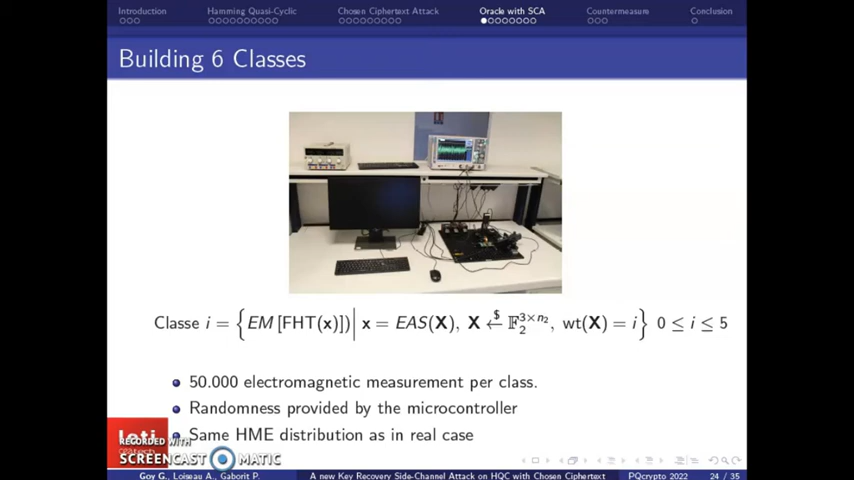 Introduction Hamming Quasi-Cyclic Chosen Ciphertext Attack Oracle with SCA Countermeasure Conclusion
Building 6 Classes
Classe i = {EM [FHT(x)])| x = EAS(X), X ←$ 𝔽₂^{3×n₂}, wt(X) = i} 0 ≤ i ≤ 5
50.000 electromagnetic measurement per class.
Randomness provided by the microcontroller
Same HME distribution as in real case
leti
RECORDED WITH
SCREENCAST MATIC
Goy G., Loiseau A., Gaborit P. A new Key Recovery Side-Channel Attack on HQC with Chosen Ciphertext PQcrypto 2022 24 / 35